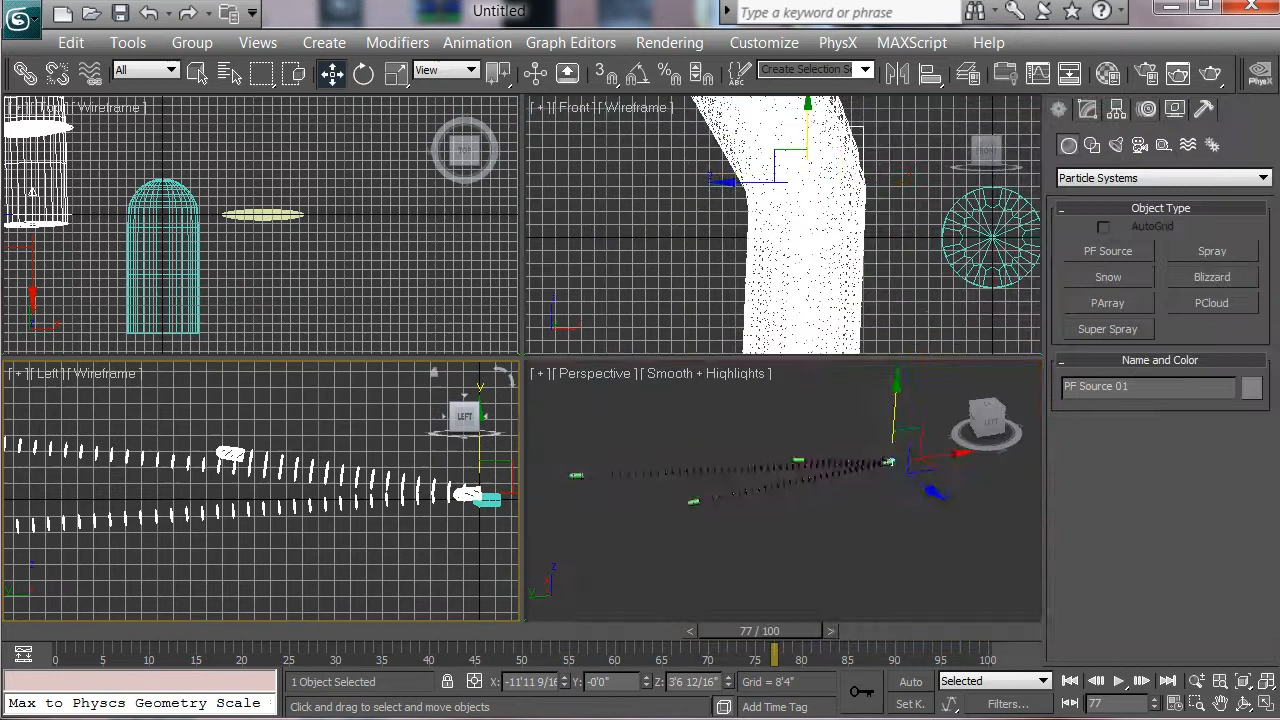 Untitled
Type a keyword or phrase
Edit Tools Group Views Create Modifiers Animation Graph Editors Rendering Customize PhysX MAXScript Help
All View Create Selection Se PhysX
Wireframe ]
[ + ] [ Front ] [ Wireframe ]
TOP
FRONT
Particle Systems
Object Type
AutoGrid
PF Source Spray
Snow Blizzard
PArray PCloud
Super Spray
Name and Color
PF Source 01
[ + ] [ Left ] [ Wireframe ]
[ + ] [ Perspective ] [ Smooth + Highlights ]
LEFT
LEFT
< 77 / 100 >
0 5 10 15 20 25 30 35 40 45 50 55 60 65 70 75 80 85 90 95 100
1 Object Selected X: -11'11 9/16 Y: -0'0" Z: 3'6 12/16" Grid = 8'4" Auto Selected
Max to Physcs Geometry Scale Click and drag to select and move objects Add Time Tag Set K. Filters... 77